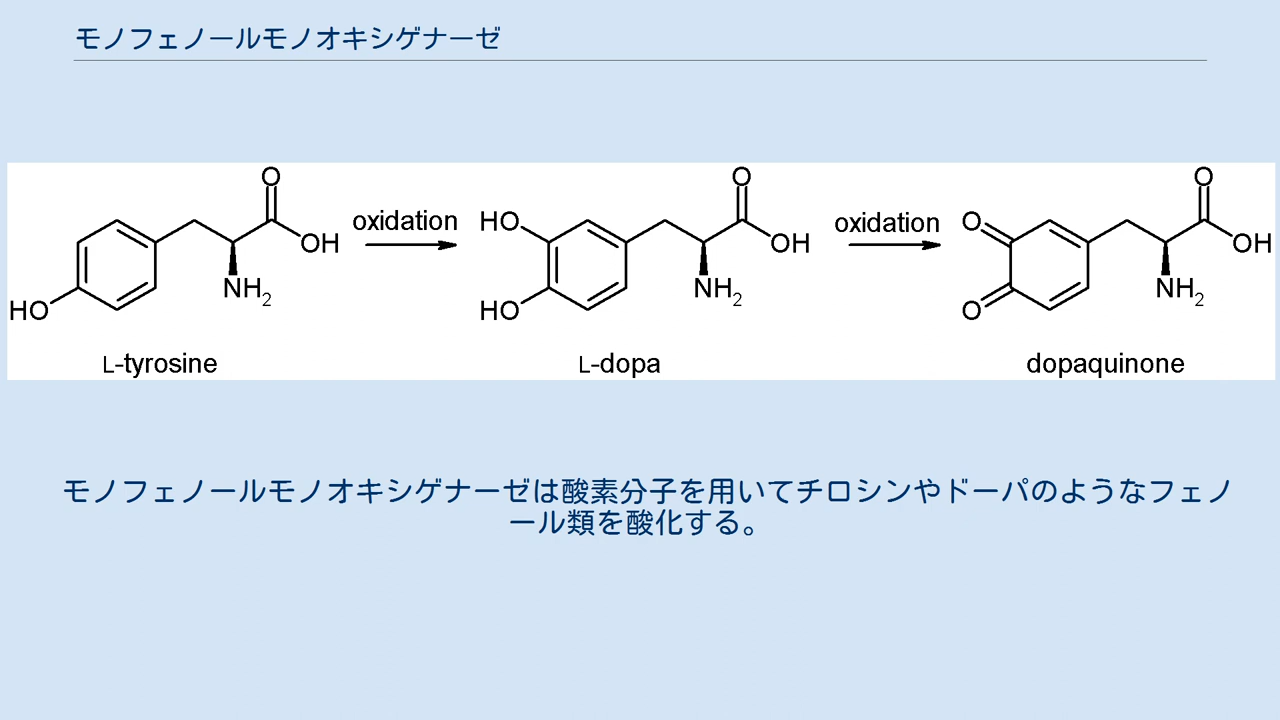 モノフェノールモノオキシゲナーゼ
O
OH
NH2
HO
L-tyrosine
oxidation
HO
HO
O
OH
NH2
L-dopa
oxidation
O
O
O
OH
NH2
dopaquinone
モノフェノールモノオキシゲナーゼは酸素分子を用いてチロシンやドーパのようなフェノ
ール類を酸化する。